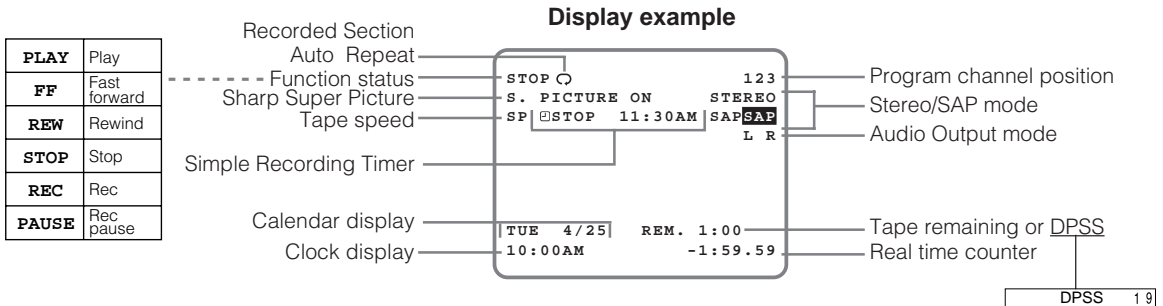 Display example
PLAY Play
FF Fast forward
REW Rewind
STOP Stop
REC Rec
PAUSE Rec pause
Recorded Section
Auto Repeat
Function status
Sharp Super Picture
Tape speed
Simple Recording Timer
Calendar display
Clock display
STOP 123
S. PICTURE ON STEREO
SP STOP 11:30AM SAP SAP
L R
TUE 4/25 REM. 1:00
10:00AM -1:59.59
Program channel position
Stereo/SAP mode
Audio Output mode
Tape remaining or DPSS
Real time counter
DPSS 19